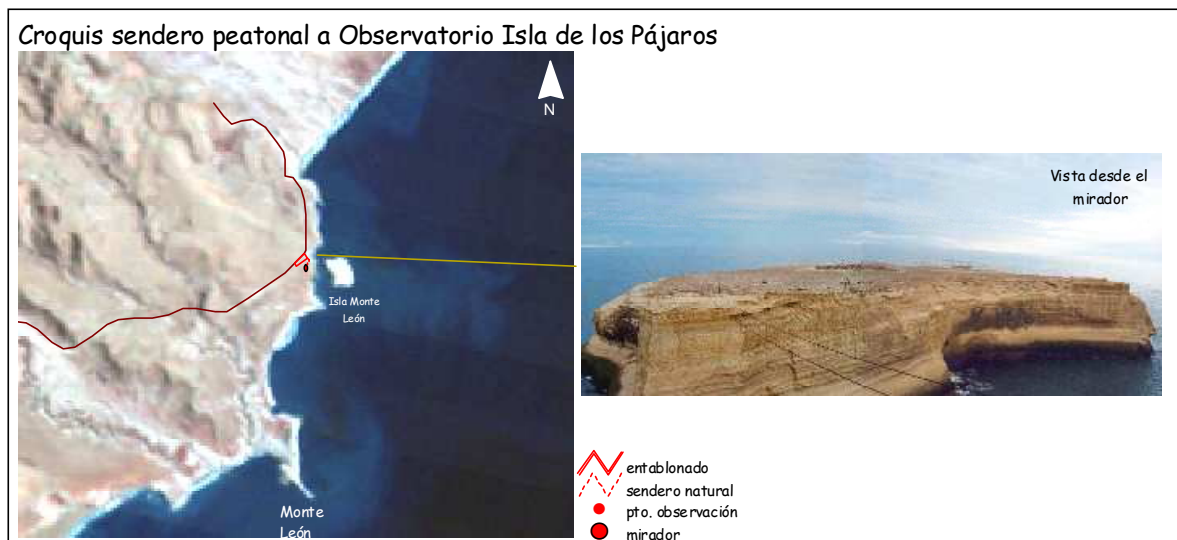 Croquis sendero peatonal a Observatorio Isla de los Pájaros
N
Vista desde el
mirador
Isla Monte
León
Monte
León
entablonado
sendero natural
pto. observación
mirador